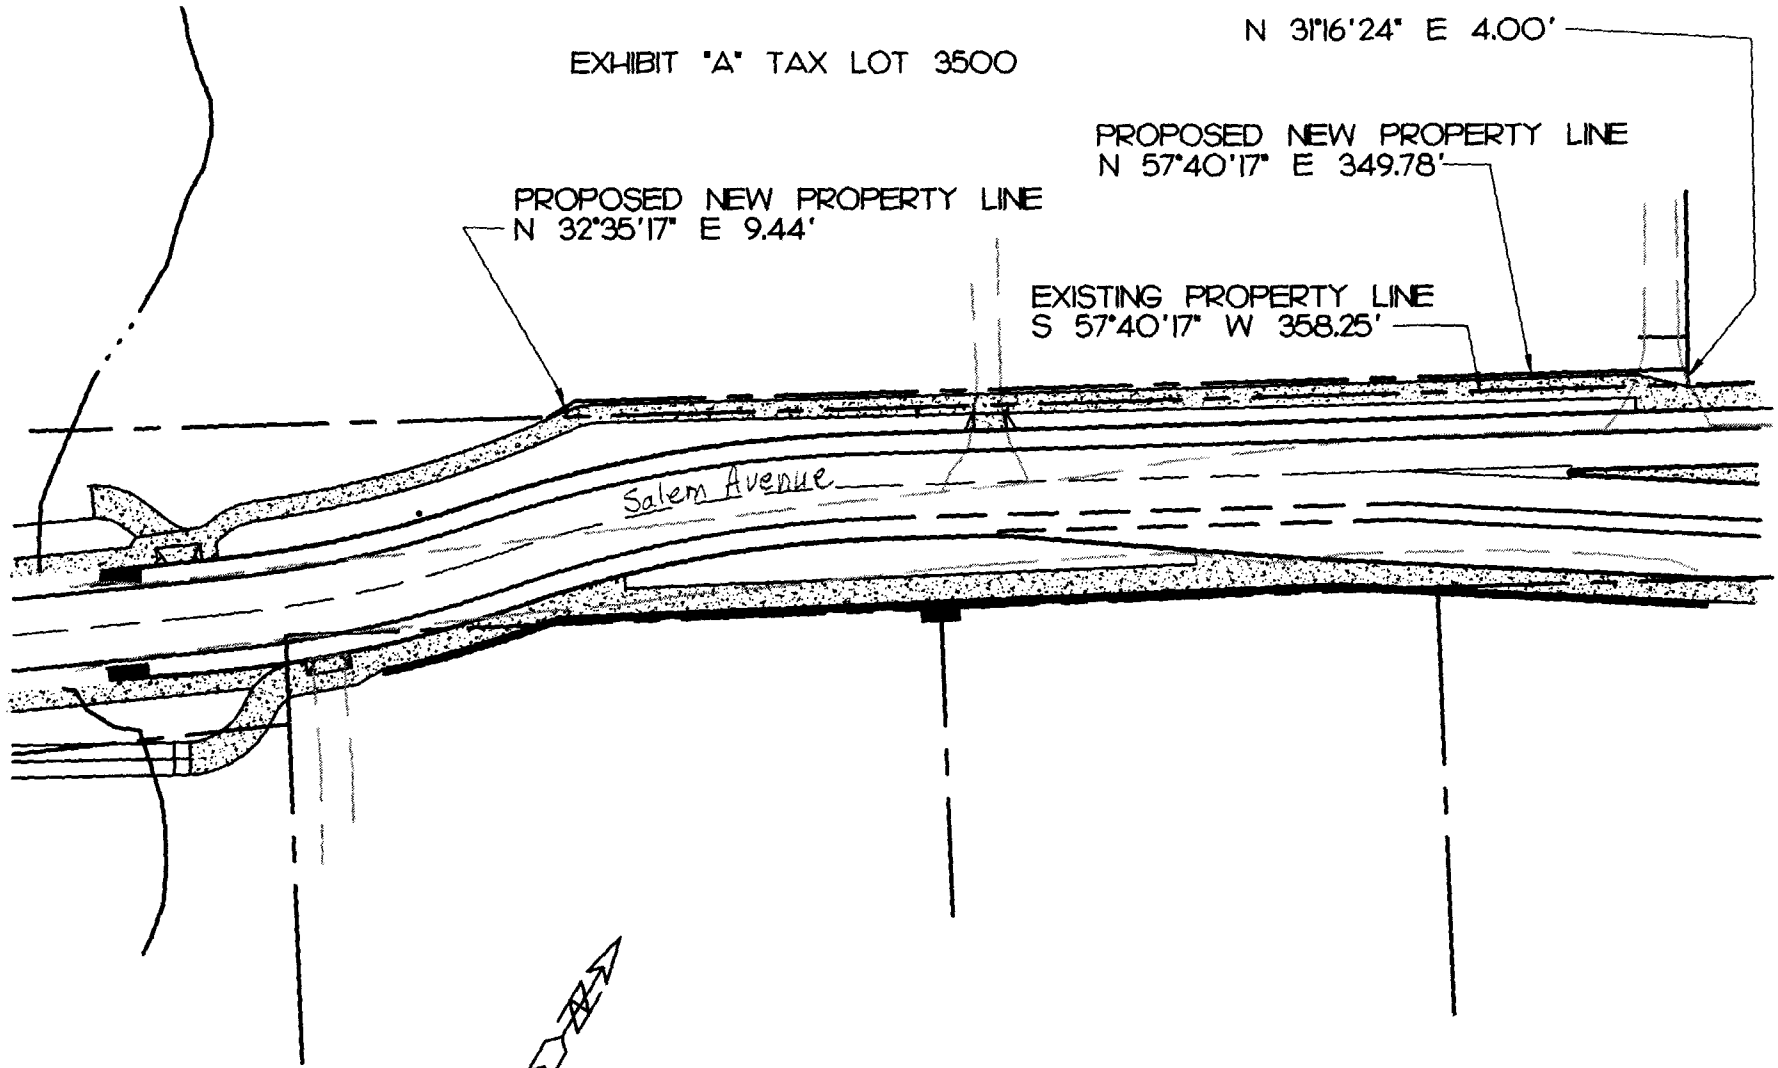 N 31°16'24" E 4.00'
EXHIBIT "A" TAX LOT 3500
PROPOSED NEW PROPERTY LINE
N 57°40'17" E 349.78'
PROPOSED NEW PROPERTY LINE
N 32°35'17" E 9.44'
EXISTING PROPERTY LINE
S 57°40'17" W 358.25'
Salem Avenue
N